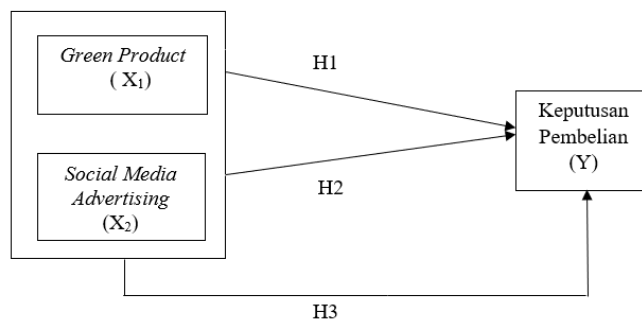 Green Product
( X₁)
H1
Keputusan
Pembelian
(Y)
Social Media
Advertising
(X₂)
H2
H3